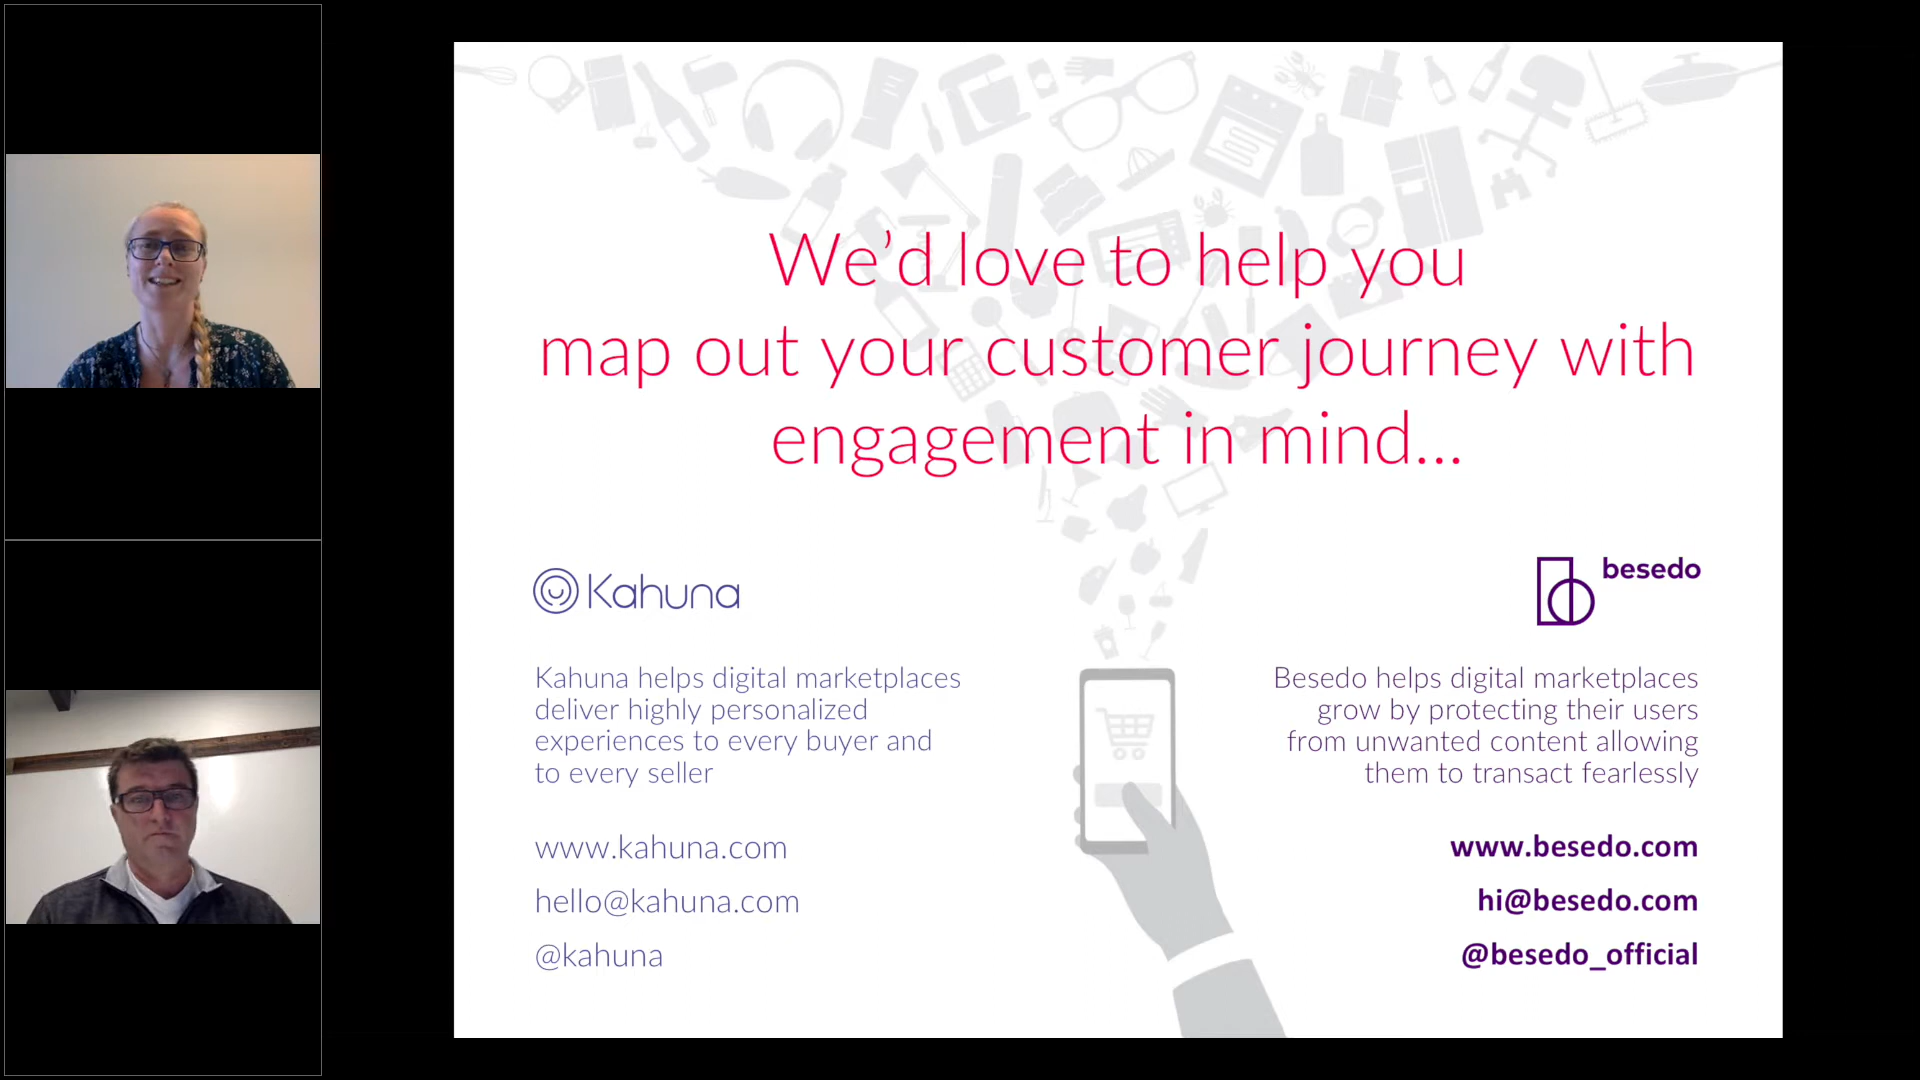 We'd love to help you
map out your customer journey with
engagement in mind...
Kahuna
Kahuna helps digital marketplaces
deliver highly personalized
experiences to every buyer and
to every seller
www.kahuna.com
hello@kahuna.com
@kahuna
besedo
Besedo helps digital marketplaces
grow by protecting their users
from unwanted content allowing
them to transact fearlessly
www.besedo.com
hi@besedo.com
@besedo_official